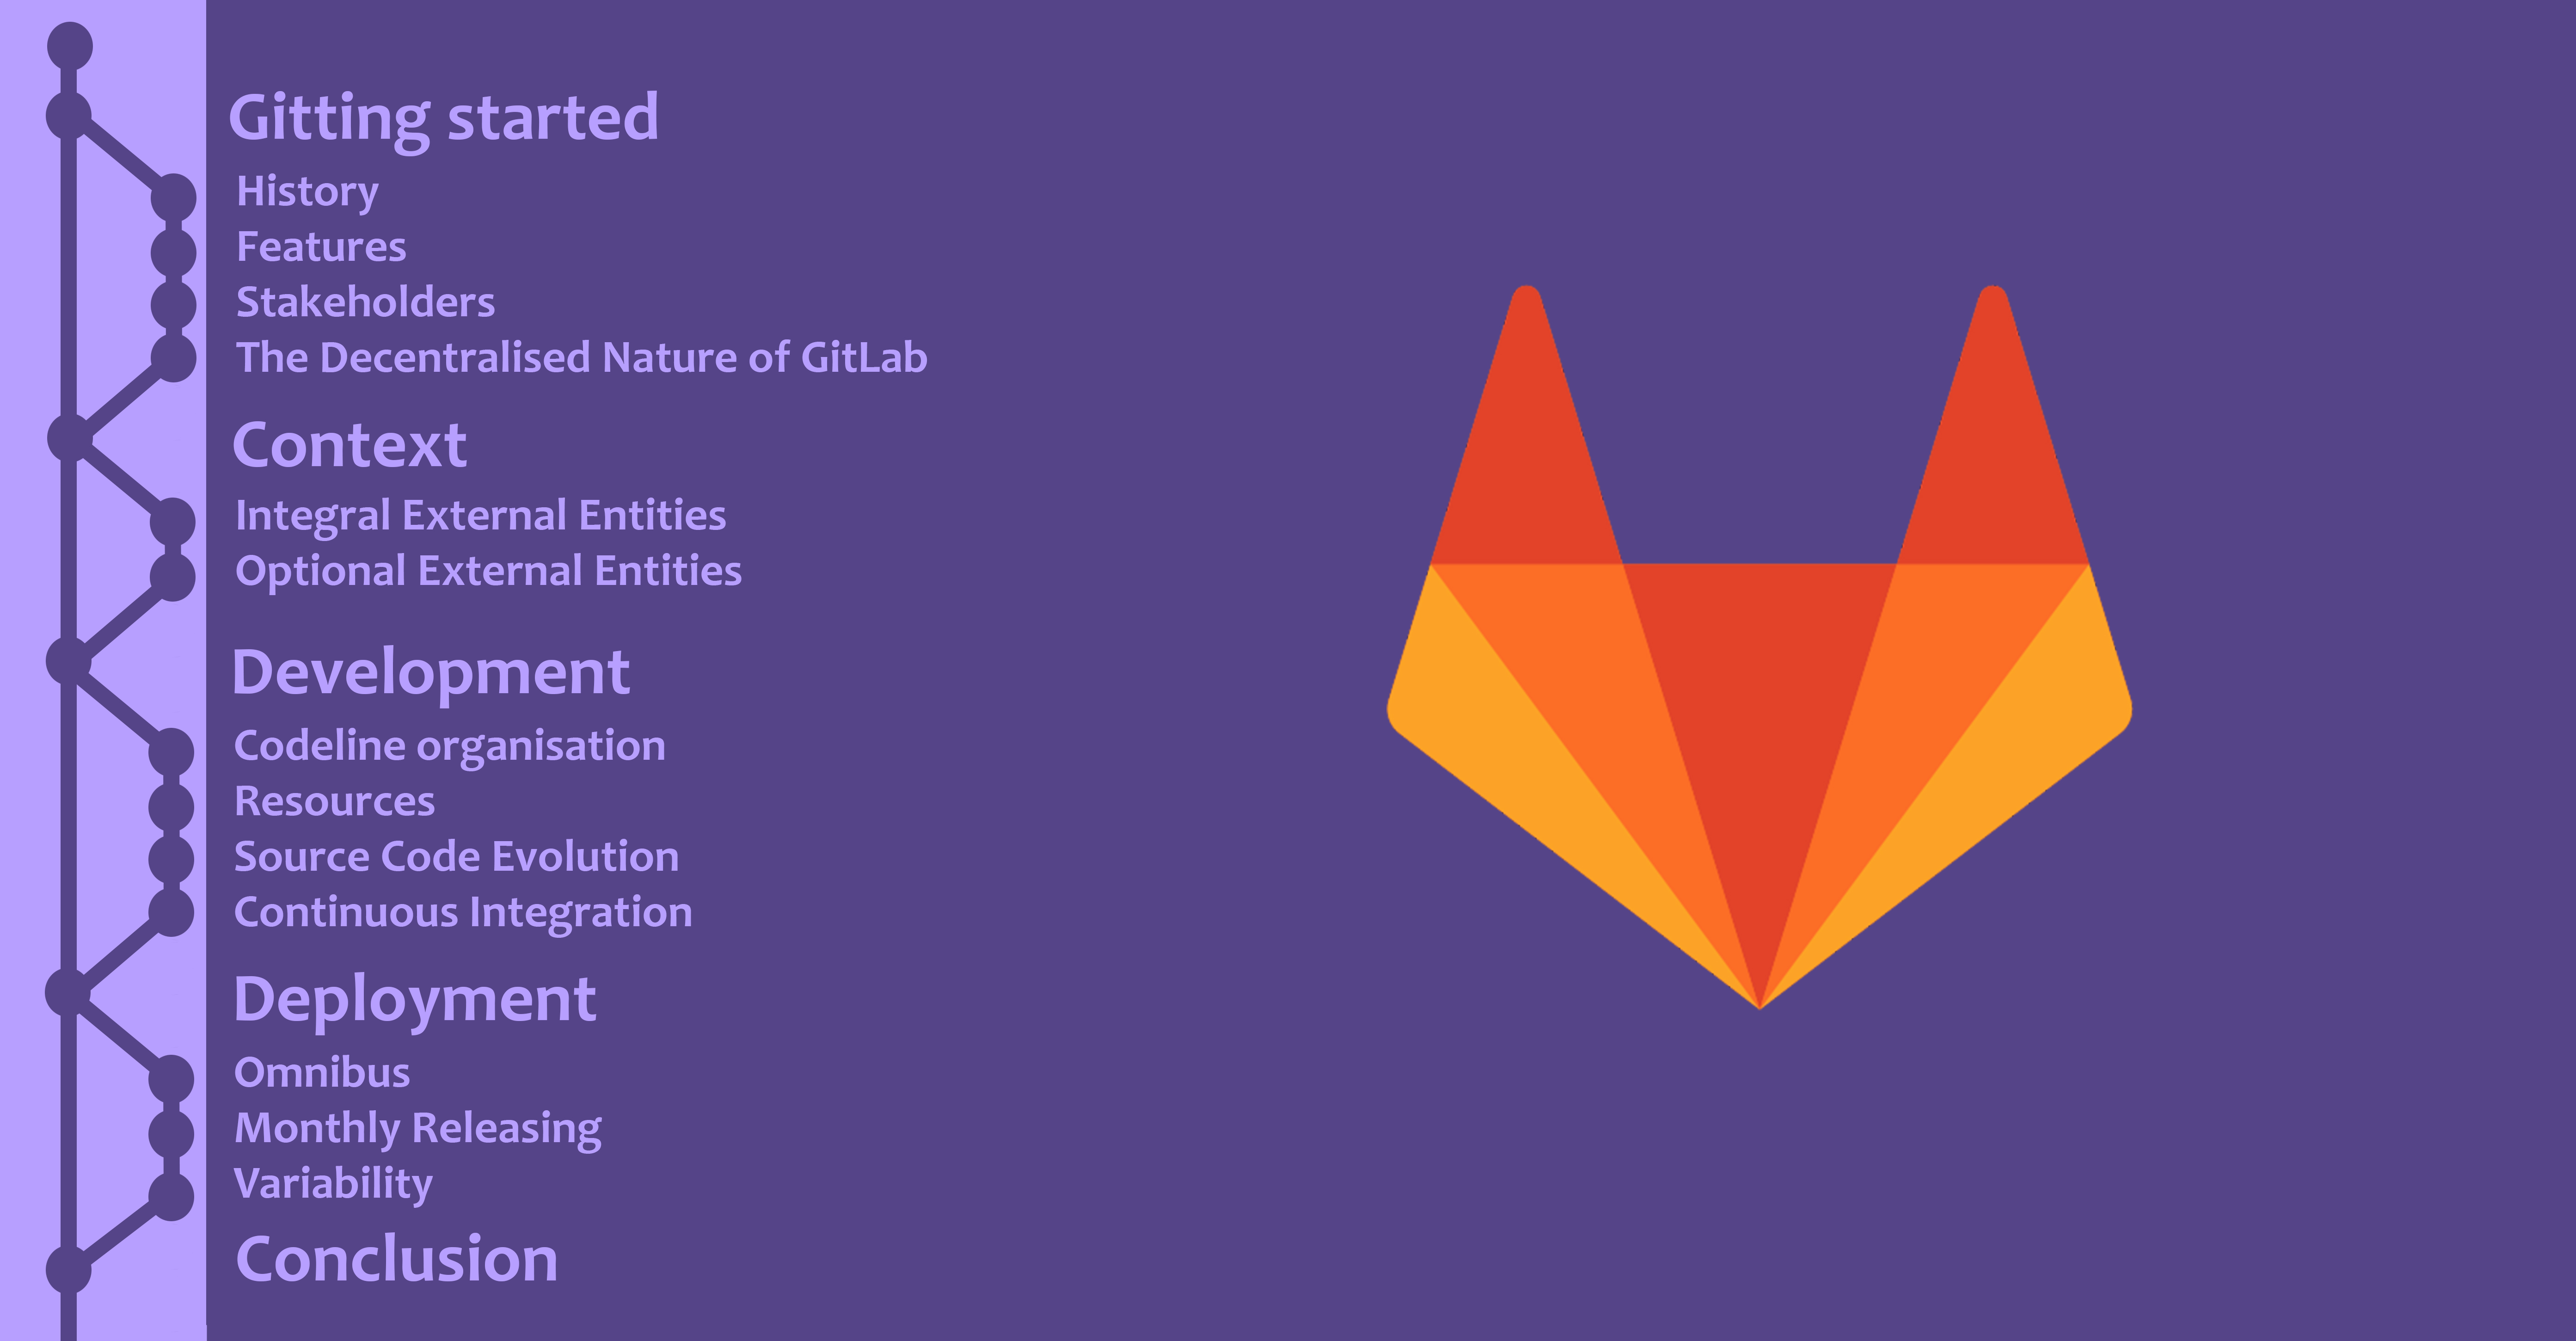 Gitting started
History
Features
Stakeholders
The Decentralised Nature of GitLab
Context
Integral External Entities
Optional External Entities
Development
Codeline organisation
Resources
Source Code Evolution
Continuous Integration
Deployment
Omnibus
Monthly Releasing
Variability
Conclusion